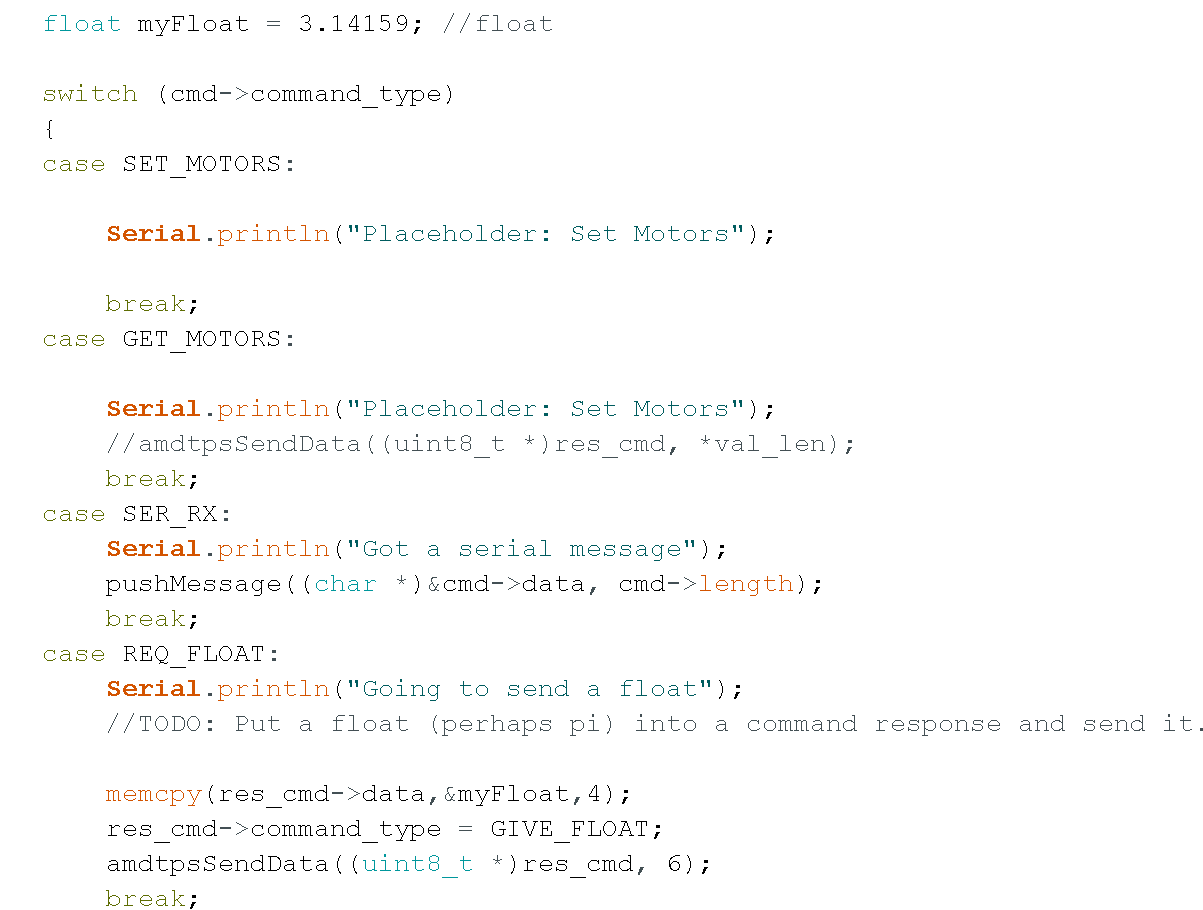 float myFloat = 3.14159; //float
switch (cmd->command_type)
{
case SET_MOTORS:
Serial.println("Placeholder: Set Motors");
break;
case GET_MOTORS:
Serial.println("Placeholder: Set Motors");
//amdtpsSendData((uint8_t *)res_cmd, *val_len);
break;
case SER_RX:
Serial.println("Got a serial message");
pushMessage((char *)&cmd->data, cmd->length);
break;
case REQ_FLOAT:
Serial.println("Going to send a float");
//TODO: Put a float (perhaps pi) into a command response and send it.
memcpy(res_cmd->data,&myFloat,4);
res_cmd->command_type = GIVE_FLOAT;
amdtpsSendData((uint8_t *)res_cmd, 6);
break;